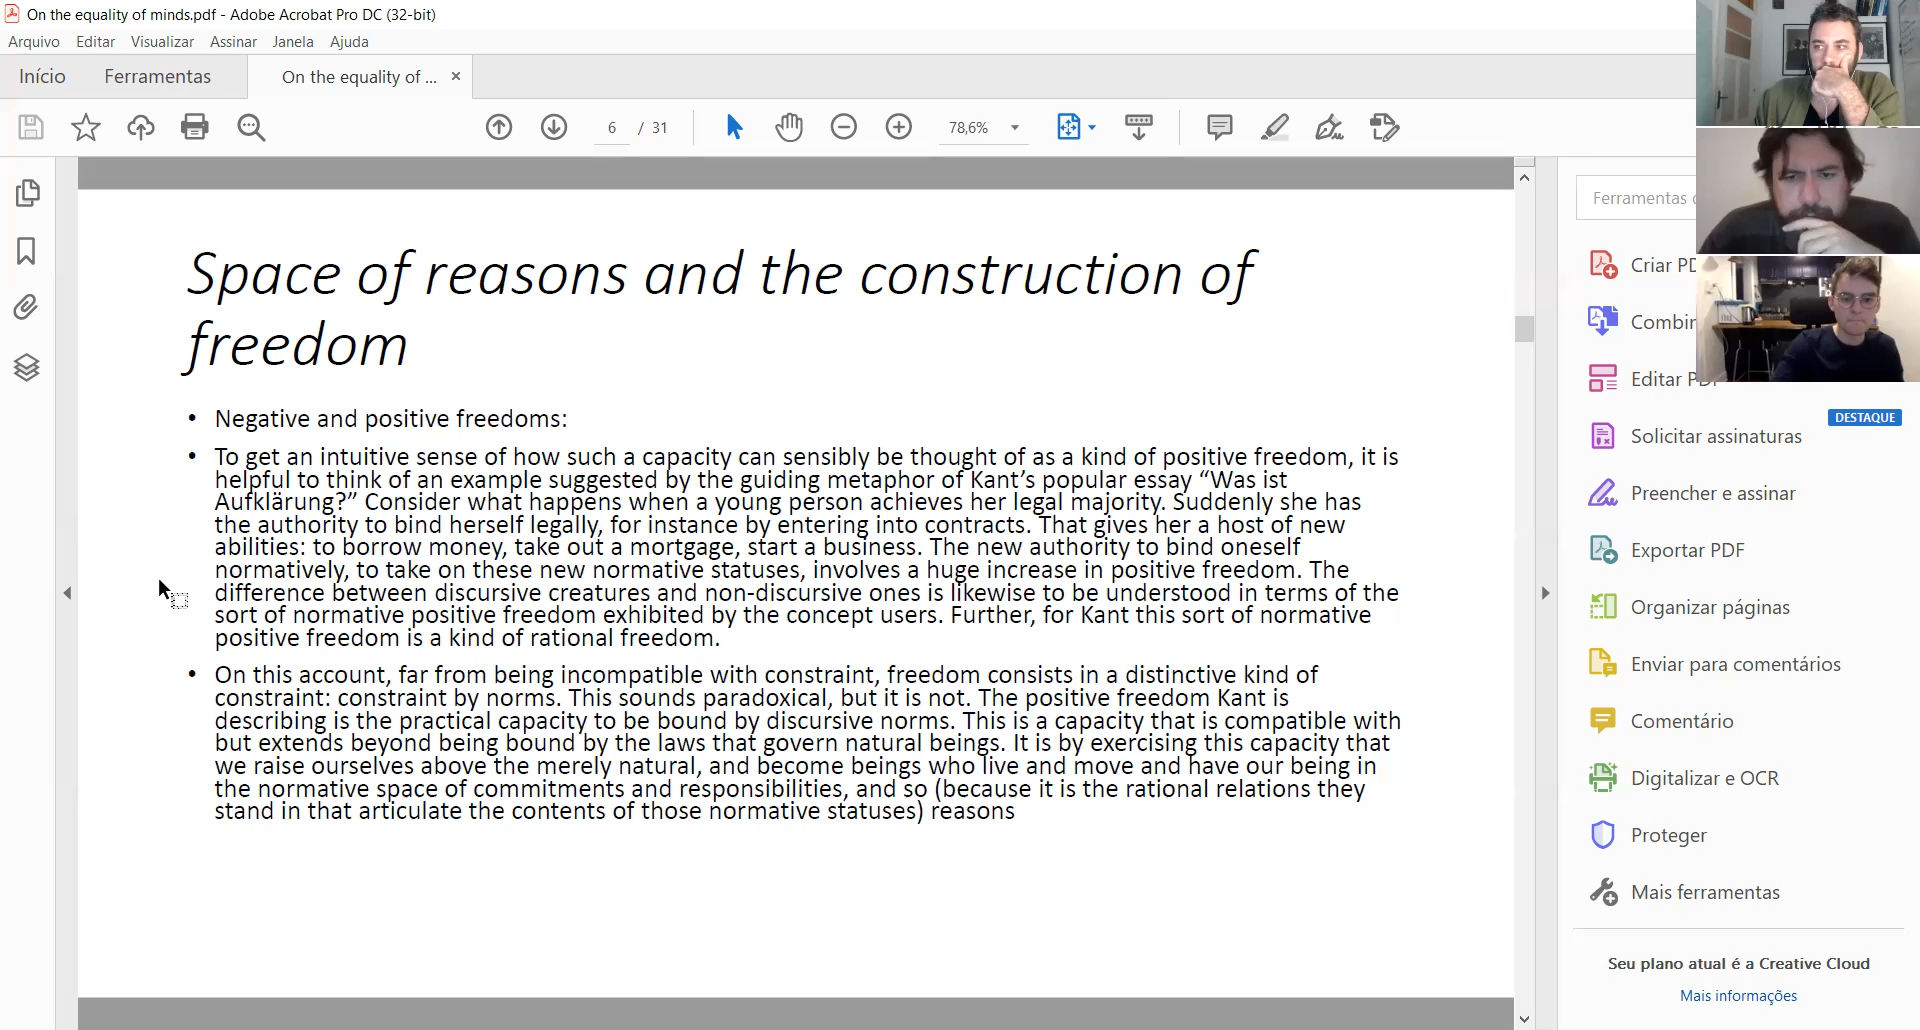 On the equality of minds.pdf - Adobe Acrobat Pro DC (32-bit)
Arquivo Editar Visualizar Assinar Janela Ajuda
Início Ferramentas On the equality of ... ×
6 / 31 78,6%
Space of reasons and the construction of
freedom
• Negative and positive freedoms:
• To get an intuitive sense of how such a capacity can sensibly be thought of as a kind of positive freedom, it is
helpful to think of an example suggested by the guiding metaphor of Kant’s popular essay “Was ist
Aufklärung?” Consider what happens when a young person achieves her legal majority. Suddenly she has
the authority to bind herself legally, for instance by entering into contracts. That gives her a host of new
abilities: to borrow money, take out a mortgage, start a business. The new authority to bind oneself
normatively, to take on these new normative statuses, involves a huge increase in positive freedom. The
difference between discursive creatures and non-discursive ones is likewise to be understood in terms of the
sort of normative positive freedom exhibited by the concept users. Further, for Kant this sort of normative
positive freedom is a kind of rational freedom.
• On this account, far from being incompatible with constraint, freedom consists in a distinctive kind of
constraint: constraint by norms. This sounds paradoxical, but it is not. The positive freedom Kant is
describing is the practical capacity to be bound by discursive norms. This is a capacity that is compatible with
but extends beyond being bound by the laws that govern natural beings. It is by exercising this capacity that
we raise ourselves above the merely natural, and become beings who live and move and have our being in
the normative space of commitments and responsibilities, and so (because it is the rational relations they
stand in that articulate the contents of those normative statuses) reasons
Ferramentas
Criar
Editar
DESTAQUE
Solicitar assinaturas
Preencher e assinar
Exportar PDF
Organizar páginas
Enviar para comentários
Comentário
Digitalizar e OCR
Proteger
Mais ferramentas
Seu plano atual é a Creative Cloud
Mais informações